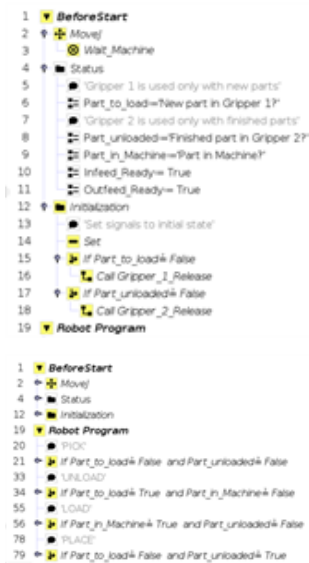 1 BeforeStart
2 MoveJ
3 Wait_Machine
4 Status
5 'Gripper 1 is used only with new parts'
6 Part_to_load='New part in Gripper 1?'
7 'Gripper 2 is used only with finished parts'
8 Part_unloaded='Finished part in Gripper 2?'
9 Part_in_Machine='Part in Machine?'
10 Infeed_Ready= True
11 Outfeed_Ready= True
12 Initialization
13 'Set signals to initial state'
14 Set
15 If Part_to_load≟ False
16 Call Gripper_1_Release
17 If Part_unloaded≟ False
18 Call Gripper_2_Release
19 Robot Program
1 BeforeStart
2 MoveJ
4 Status
12 Initialization
19 Robot Program
20 'PICK'
21 If Part_to_load≟ False and Part_unloaded≟ False
33 'UNLOAD'
34 If Part_to_load≟ True and Part_in_Machine≟ False
55 'LOAD'
56 If Part_in_Machine≟ True and Part_unloaded≟ False
78 'PLACE'
79 If Part_to_load≟ False and Part_unloaded≟ True